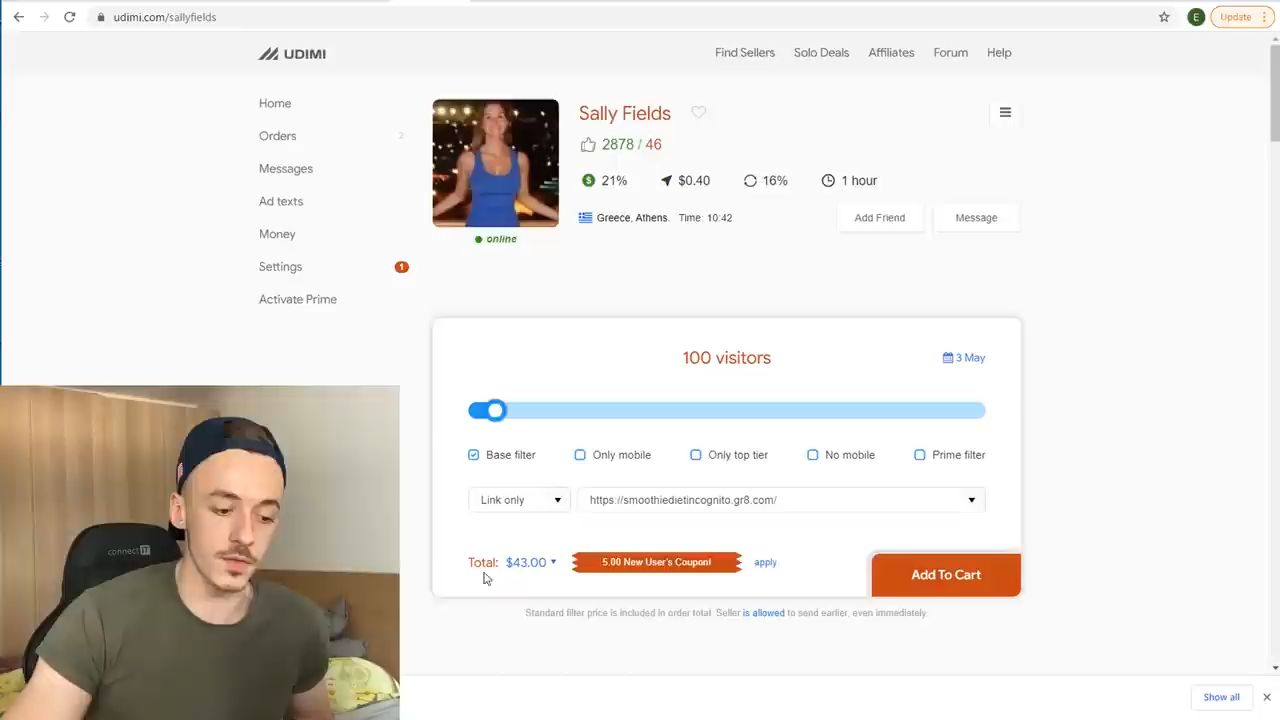 udimi.com/sallyfields
E
Update
UDIMI
Find Sellers
Solo Deals
Affiliates
Forum
Help
Home
Orders
2
Messages
Ad texts
Money
Settings
1
Activate Prime
Sally Fields
2878 / 46
21%
$0.40
16%
1 hour
Greece, Athens. Time: 10:42
Add Friend
Message
online
100 visitors
3 May
Base filter
Only mobile
Only top tier
No mobile
Prime filter
Link only
https://smoothiedietincognito.gr8.com/
Total: $43.00
5.00 New User's Coupon!
apply
Add To Cart
Standard filter price is included in order total. Seller is allowed to send earlier, even immediately.
connect IT
Show all